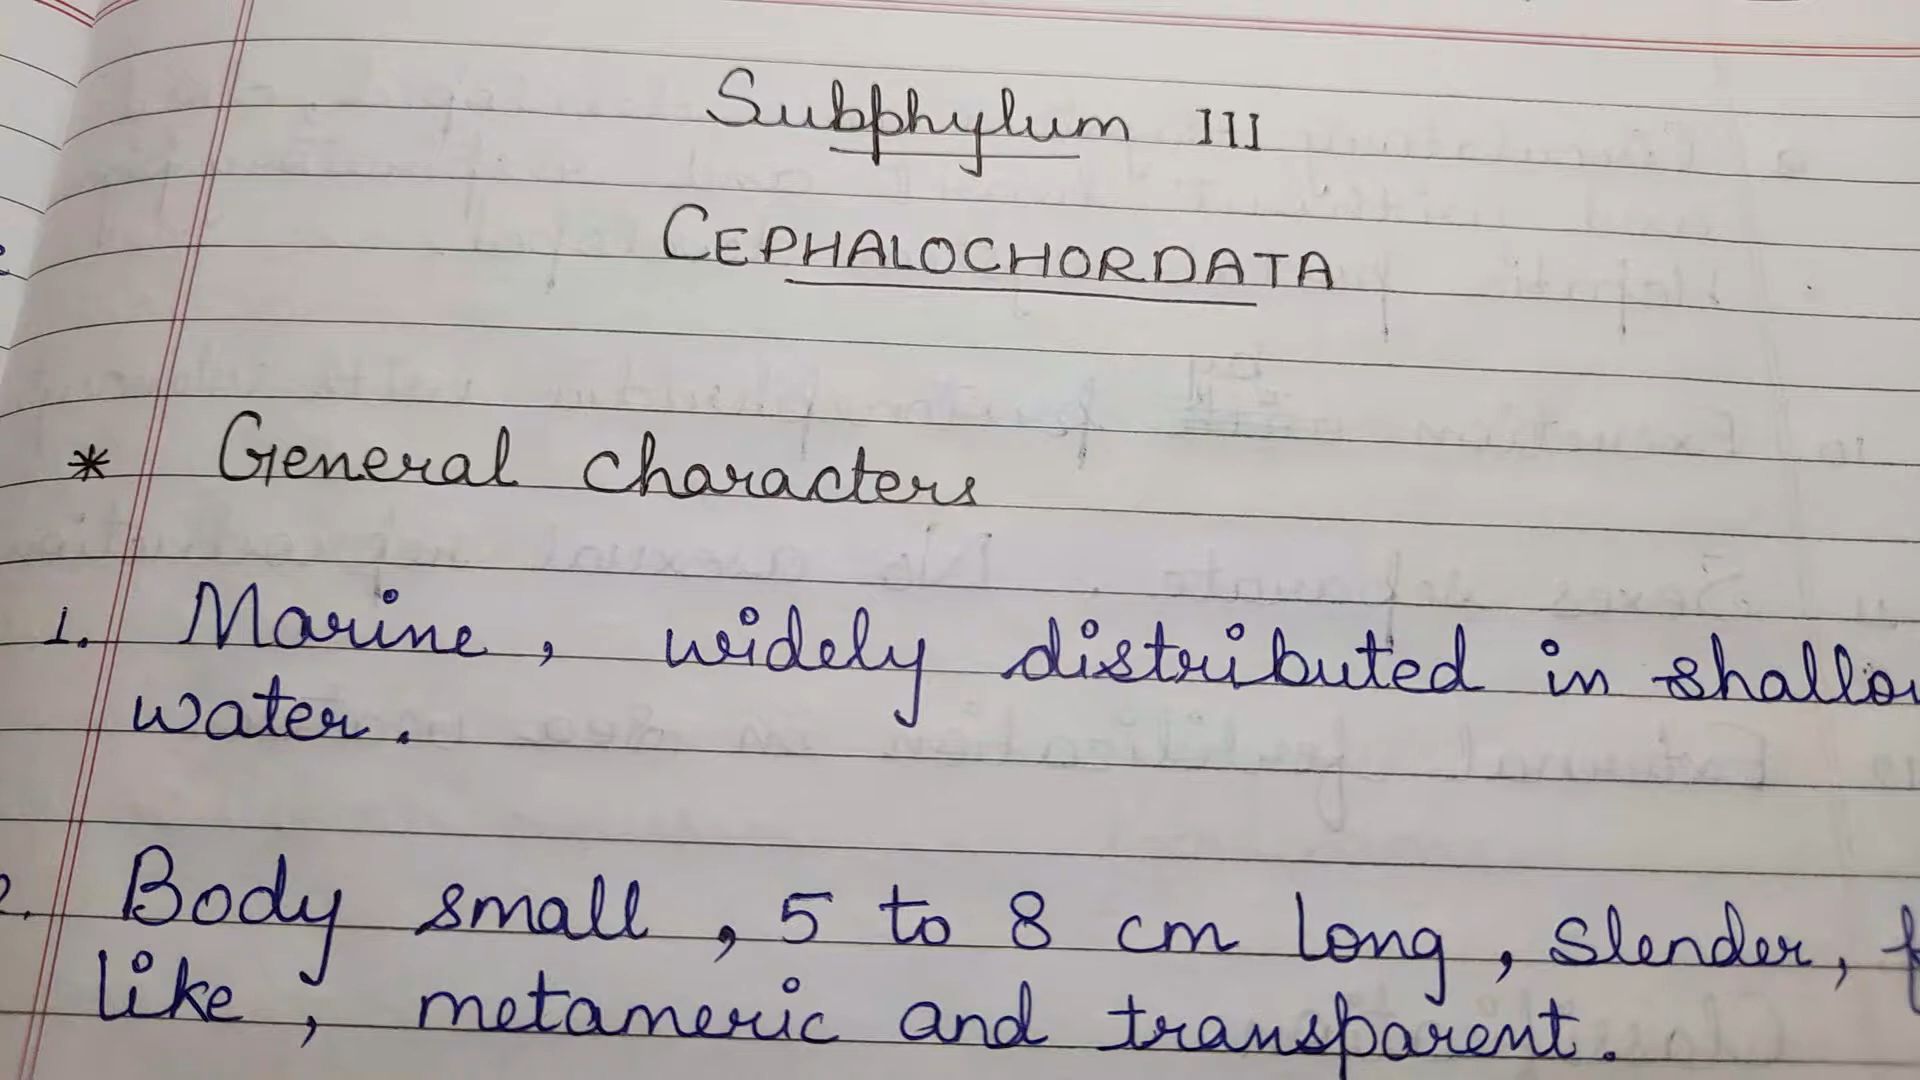 Subphylum III
CEPHALOCHORDATA
* General characters
1. Marine, widely distributed in shallo
water.
2. Body small, 5 to 8 cm long, slender, f
like, metameric and transparent.